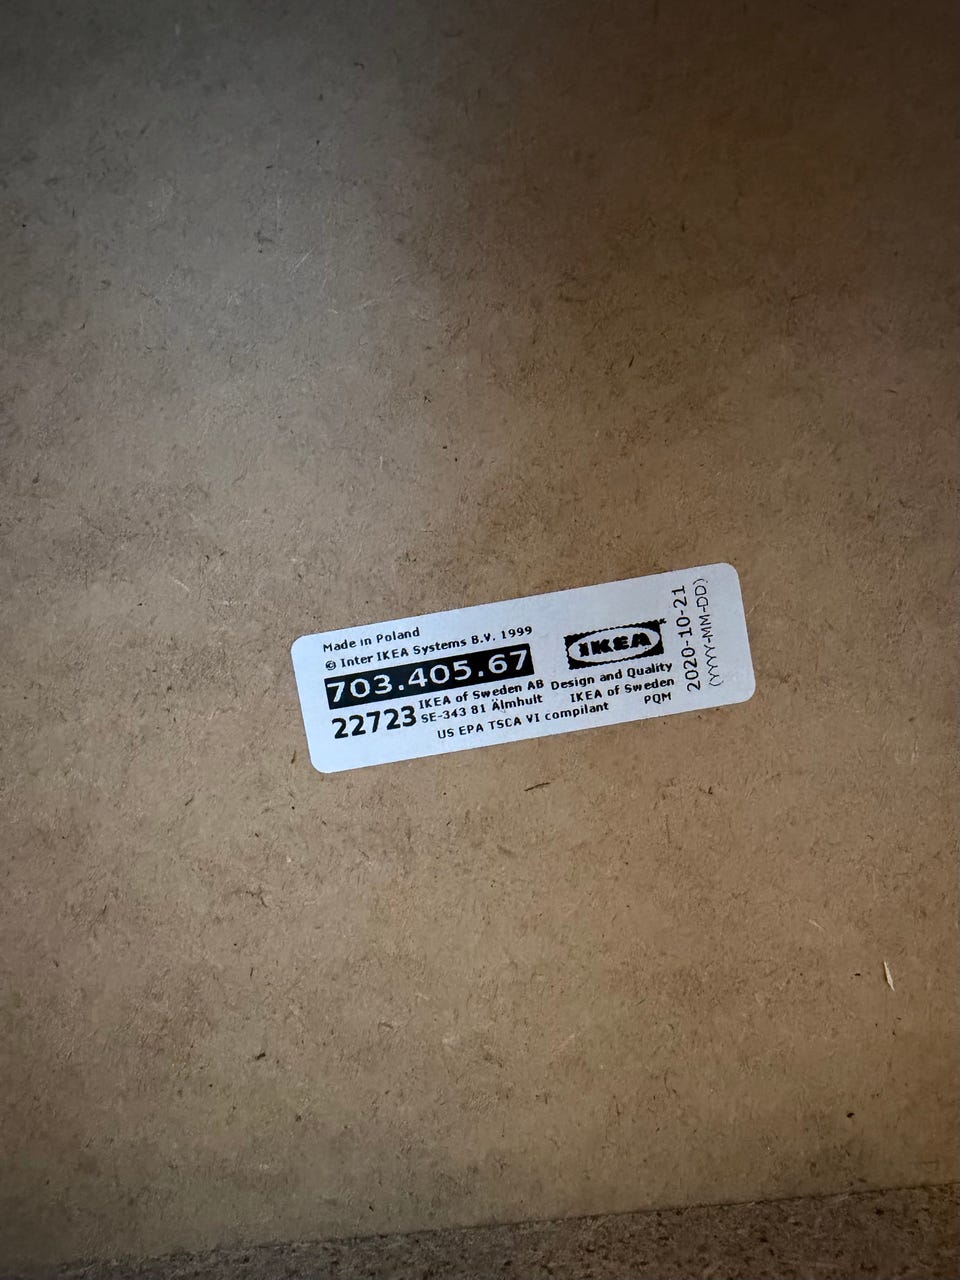 Made in Poland
© Inter IKEA Systems B.V. 1999
703.405.67
22723
IKEA of Sweden AB
SE-343 81 Älmhult
US EPA TSCA VI compliant
IKEA
Design and Quality
IKEA of Sweden
PQM
2020-10-21
(YYYY-MM-DD)